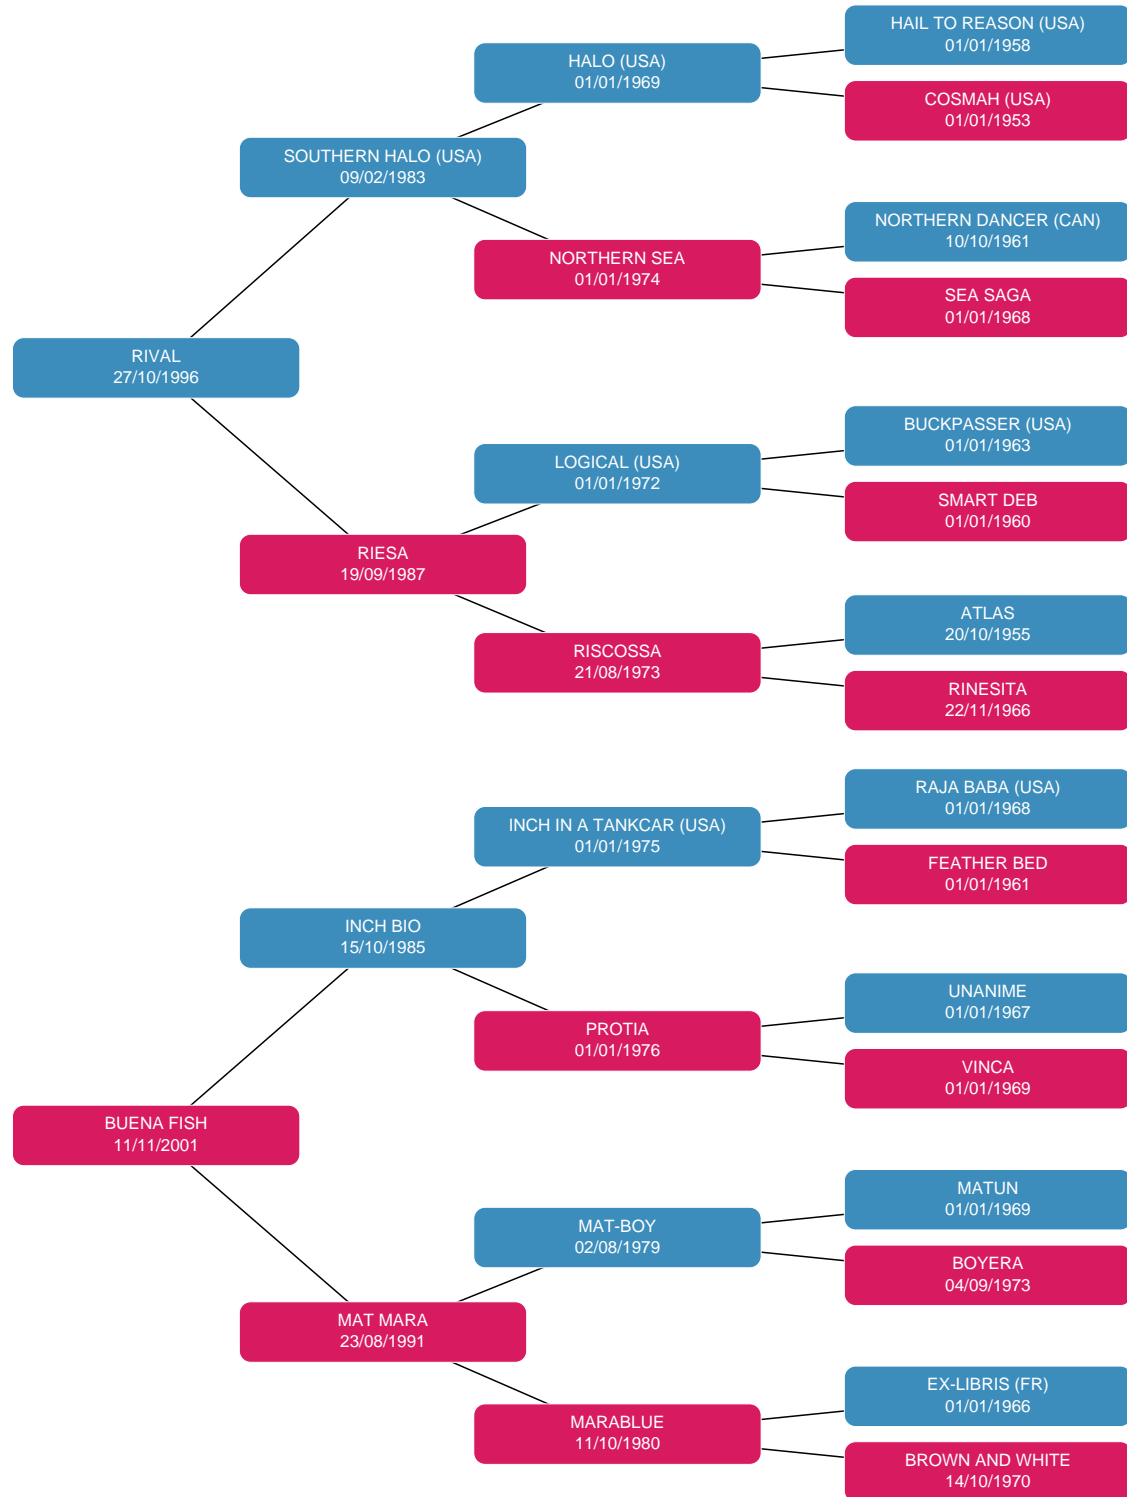 HAIL TO REASON (USA)
01/01/1958
HALO (USA)
01/01/1969
COSMAH (USA)
01/01/1953
SOUTHERN HALO (USA)
09/02/1983
NORTHERN DANCER (CAN)
10/10/1961
NORTHERN SEA
01/01/1974
SEA SAGA
01/01/1968
RIVAL
27/10/1996
BUCKPASSER (USA)
01/01/1963
LOGICAL (USA)
01/01/1972
SMART DEB
01/01/1960
RIESA
19/09/1987
ATLAS
20/10/1955
RISCOSSA
21/08/1973
RINESITA
22/11/1966
RAJA BABA (USA)
01/01/1968
INCH IN A TANKCAR (USA)
01/01/1975
FEATHER BED
01/01/1961
INCH BIO
15/10/1985
UNANIME
01/01/1967
PROTIA
01/01/1976
VINCA
01/01/1969
BUENA FISH
11/11/2001
MATUN
01/01/1969
MAT-BOY
02/08/1979
BOYERA
04/09/1973
MAT MARA
23/08/1991
EX-LIBRIS (FR)
01/01/1966
MARABLUE
11/10/1980
BROWN AND WHITE
14/10/1970